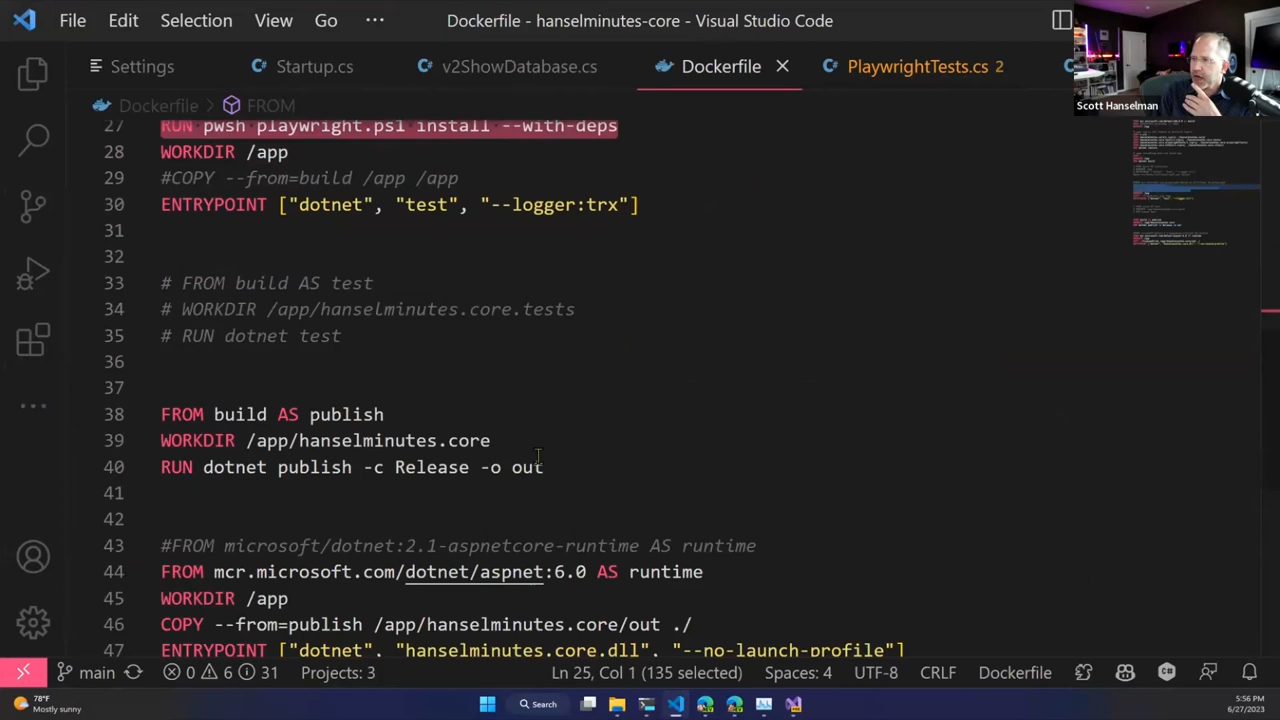 File Edit Selection View Go ··· Dockerfile - hanselminutes-core - Visual Studio Code
Settings Startup.cs v2ShowDatabase.cs Dockerfile PlaywrightTests.cs 2
Scott Hanselman
Dockerfile > FROM
27 RUN pwsh playwright.ps1 install --with-deps
28 WORKDIR /app
29 #COPY --from=build /app /app
30 ENTRYPOINT ["dotnet", "test", "--logger:trx"]
31
32
33 # FROM build AS test
34 # WORKDIR /app/hanselminutes.core.tests
35 # RUN dotnet test
36
37
38 FROM build AS publish
39 WORKDIR /app/hanselminutes.core
40 RUN dotnet publish -c Release -o out
41
42
43 #FROM microsoft/dotnet:2.1-aspnetcore-runtime AS runtime
44 FROM mcr.microsoft.com/dotnet/aspnet:6.0 AS runtime
45 WORKDIR /app
46 COPY --from=publish /app/hanselminutes.core/out ./
47 ENTRYPOINT ["dotnet", "hanselminutes.core.dll", "--no-launch-profile"]
main 0 6 31 Projects: 3 Ln 25, Col 1 (135 selected) Spaces: 4 UTF-8 CRLF Dockerfile
78°F
Mostly sunny
Search
5:56 PM
6/27/2023